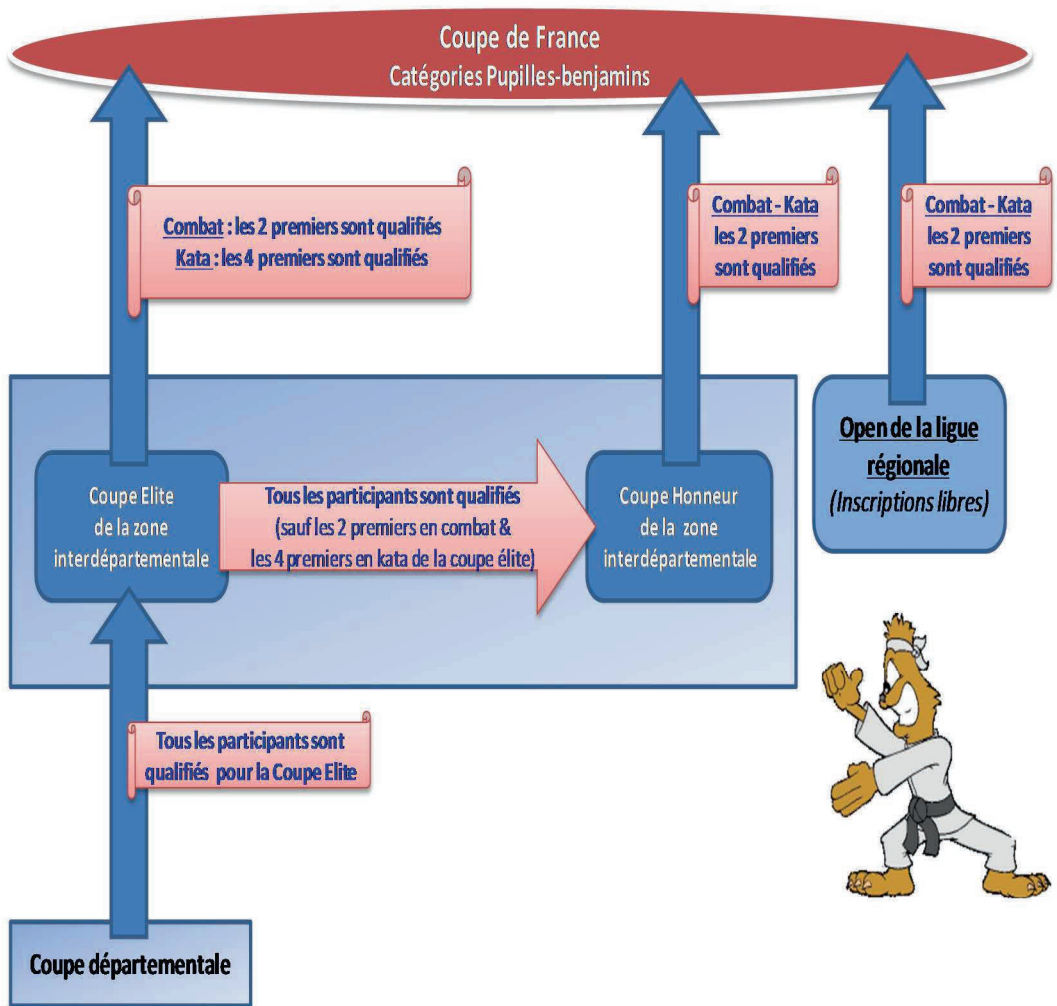 Coupe de France
Catégories Pupilles-benjamins
Combat : les 2 premiers sont qualifiés
Kata : les 4 premiers sont qualifiés
Combat - Kata
les 2 premiers
sont qualifiés
Combat - Kata
les 2 premiers
sont qualifiés
Coupe Elite
de la zone
interdépartementale
Tous les participants sont qualifiés
(sauf les 2 premiers en combat &
les 4 premiers en kata de la coupe élite)
Coupe Honneur
de la zone
interdépartementale
Open de la ligue
régionale
(Inscriptions libres)
Tous les participants sont
qualifiés pour la Coupe Elite
Coupe départementale